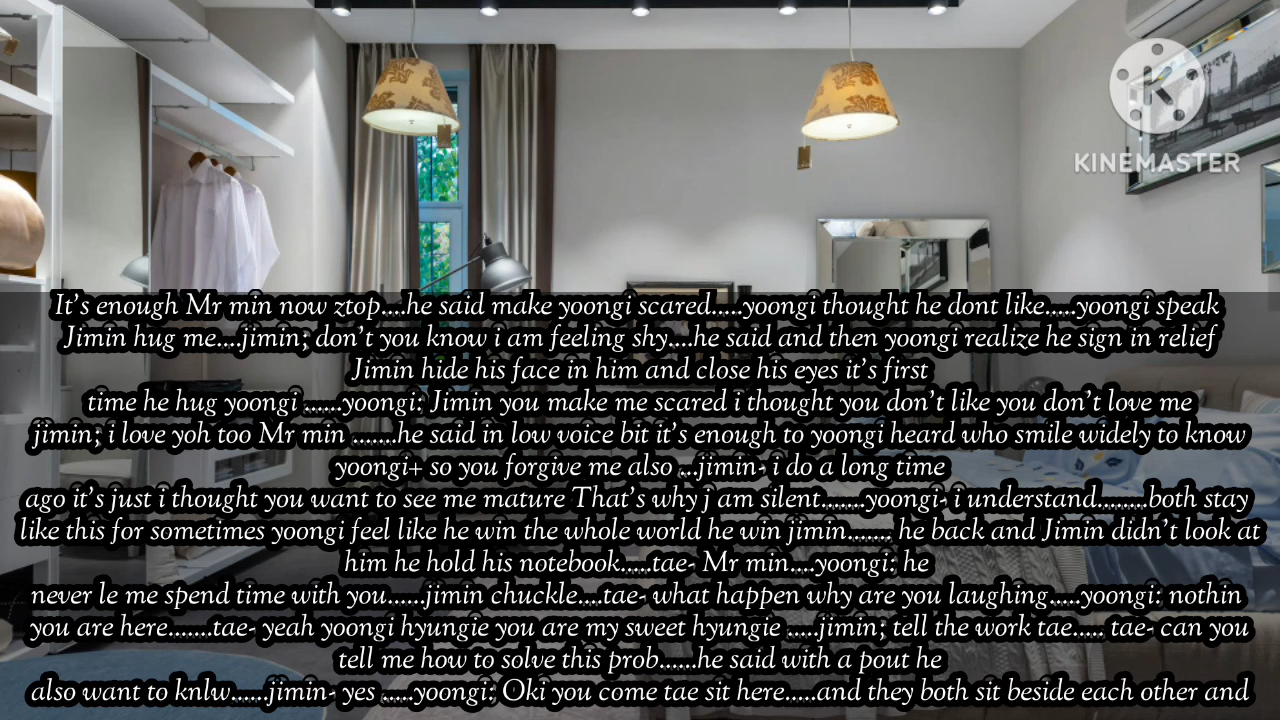 KINEMASTER
It's enough Mr min now ztop....he said make yoongi scared.....yoongi thought he dont like.....yoongi speak
Jimin hug me....jimin; don't you know i am feeling shy....he said and then yoongi realize he sign in relief
Jimin hide his face in him and close his eyes it's first
time he hug yoongi ......yoongi: Jimin you make me scared i thought you don't like you don't love me
jimin; i love yoh too Mr min .......he said in low voice bit it's enough to yoongi heard who smile widely to know
yoongi+ so you forgive me also ...jimin- i do a long time
ago it's just i thought you want to see me mature That's why j am silent.......yoongi- i understand........both stay
like this for sometimes yoongi feel like he win the whole world he win jimin....... he back and Jimin didn't look at
him he hold his notebook.....tae- Mr min....yoongi: he
never le me spend time with you......jimin chuckle....tae- what happen why are you laughing.....yoongi: nothin
you are here.......tae- yeah yoongi hyungie you are my sweet hyungie .....jimin; tell the work tae..... tae- can you
tell me how to solve this prob......he said with a pout he
also want to knlw......jimin- yes .....yoongi: Oki you come tae sit here.....and they both sit beside each other and